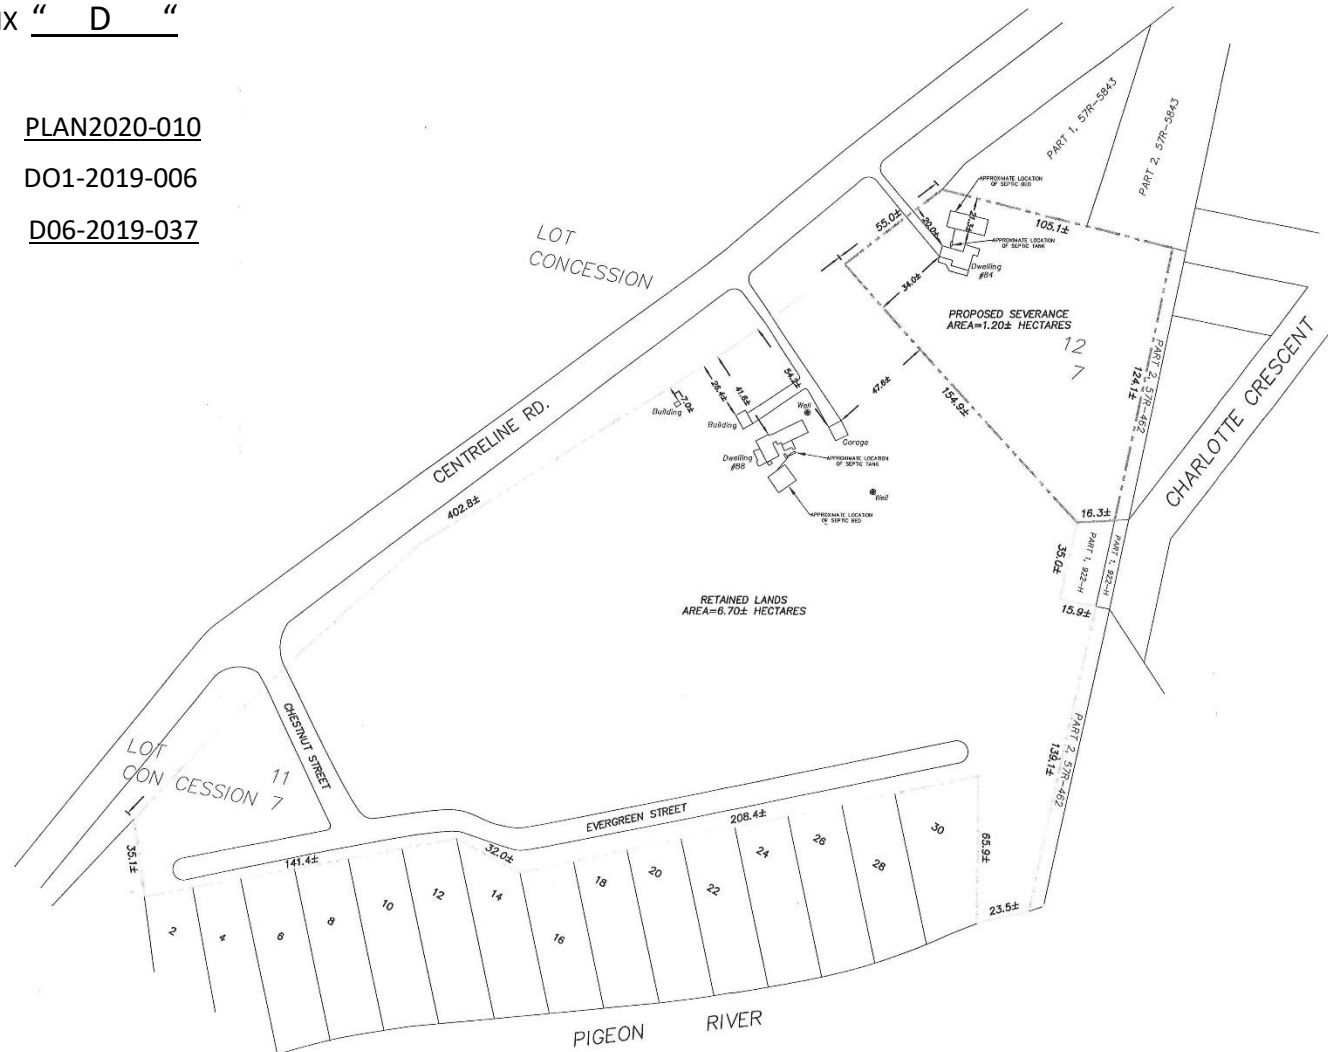 IX “ D “
PLAN2020-010
DO1-2019-006
D06-2019-037
LOT
CONCESSION
PART 1, 57R-5843
PART 2, 57R-5843
APPROXIMATE LOCATION
OF SEPTIC BED
55.0±
20.0±
21.3±
105.1±
APPROXIMATE LOCATION
OF SEPTIC TANK
Dwelling
#84
34.0±
PROPOSED SEVERANCE
AREA=1.20± HECTARES
12
7
PART 2, 57R-462
124.1±
CHARLOTTE CRESCENT
154.9±
47.6±
54.2±
41.6±
26.4±
7.0±
Building
Building
Well
Garage
Dwelling
#88
APPROXIMATE LOCATION
OF SEPTIC TANK
Well
APPROXIMATE LOCATION
OF SEPTIC BED
CENTRELINE RD.
402.8±
16.3±
35.0±
PART 1, 922-H
PART 1, 922-H
15.9±
RETAINED LANDS
AREA=6.70± HECTARES
CHESTNUT STREET
LOT 11
CON CESSION 7
PART 2, 57R-462
139.1±
EVERGREEN STREET
208.4±
35.1±
141.4±
32.0±
65.9±
23.5±
2
4
6
8
10
12
14
16
18
20
22
24
26
28
30
PIGEON RIVER